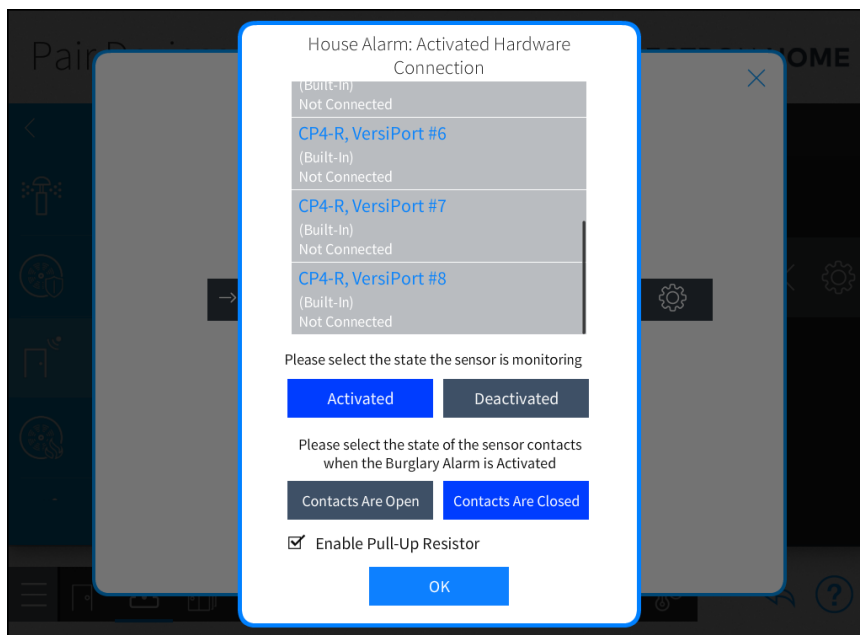 House Alarm: Activated Hardware
Connection
Pair
OME
(Built-In)
Not Connected
CP4-R, VersiPort #6
(Built-In)
Not Connected
CP4-R, VersiPort #7
(Built-In)
Not Connected
CP4-R, VersiPort #8
(Built-In)
Not Connected
Please select the state the sensor is monitoring
Activated
Deactivated
Please select the state of the sensor contacts
when the Burglary Alarm is Activated
Contacts Are Open
Contacts Are Closed
Enable Pull-Up Resistor
OK
?